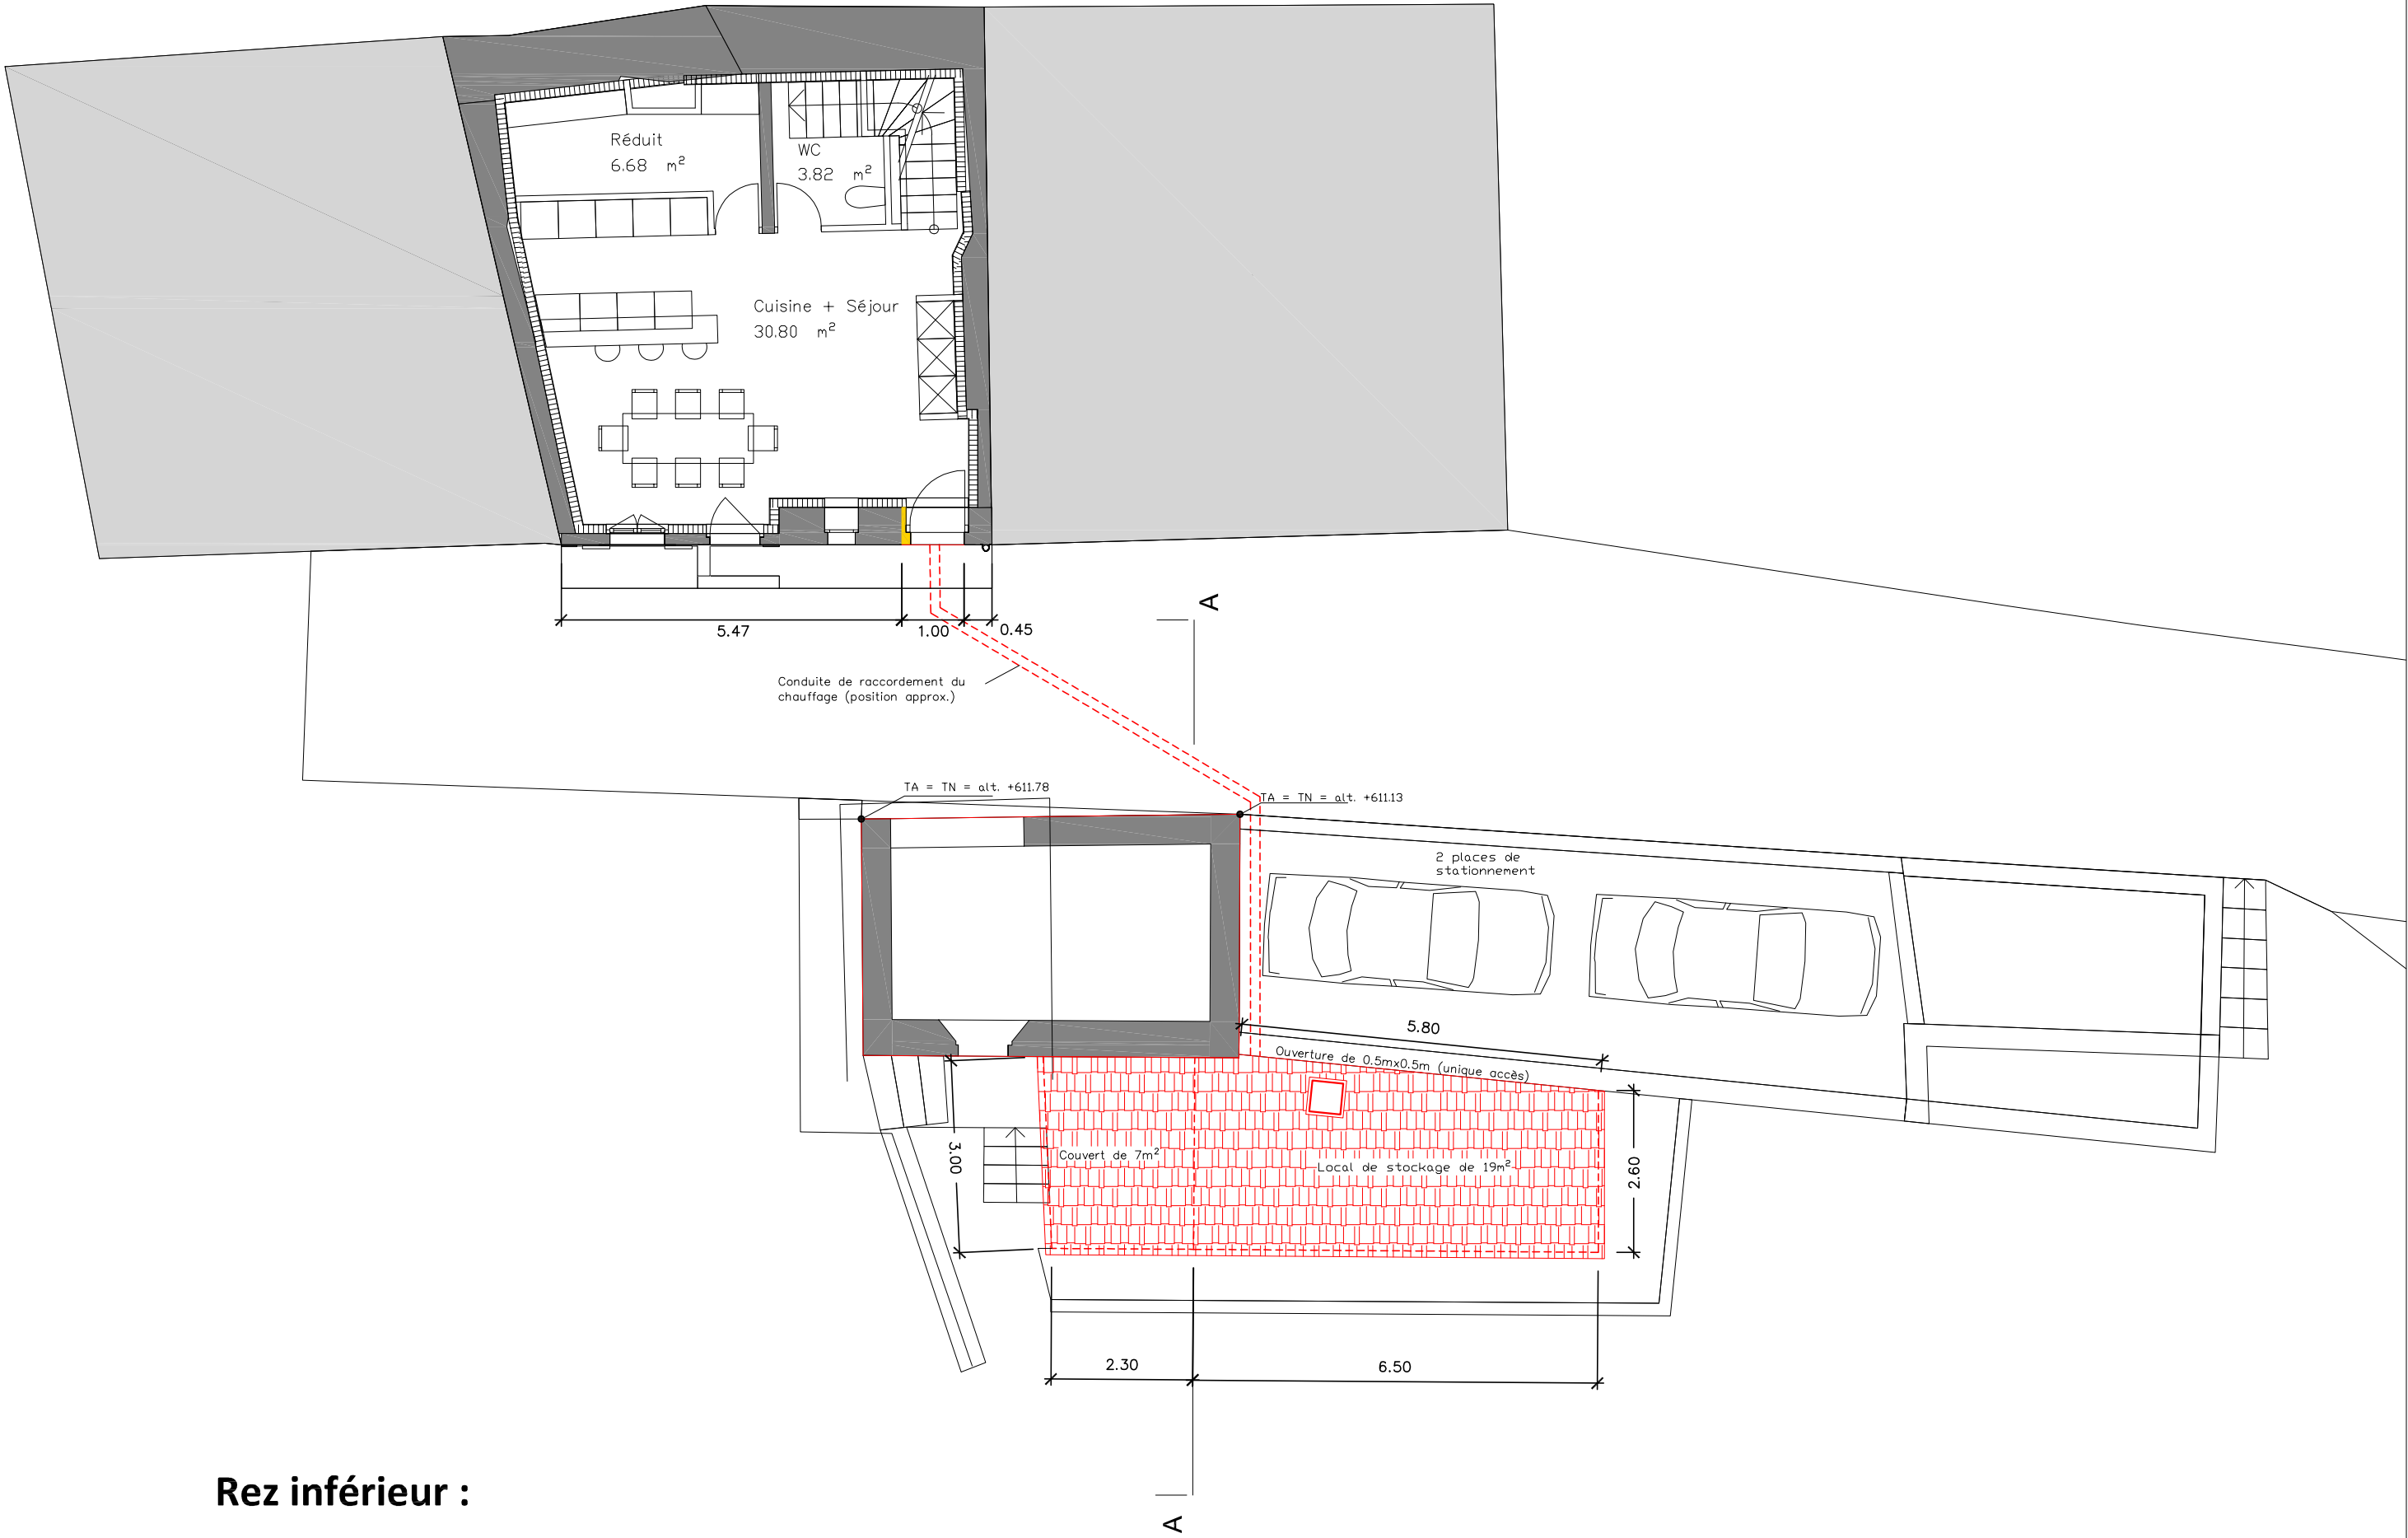 Réduit
6.68 m²
WC
3.82 m²
Cuisine + Séjour
30.80 m²
5.47
1.00
0.45
A
Conduite de raccordement du
chauffage (position approx.)
TA = TN = alt. +611.78
TA = TN = alt. +611.13
2 places de
stationnement
5.80
Ouverture de 0.5mx0.5m (unique accès)
3.00
Couvert de 7m²
Local de stockage de 19m²
2.60
2.30
6.50
Rez inférieur :
A